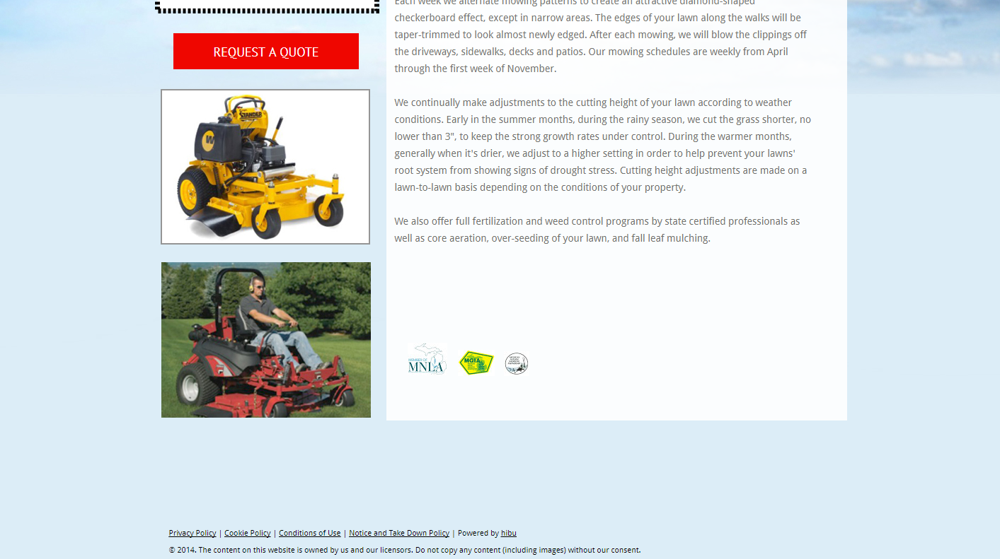 Each week we alternate mowing patterns to create an attractive diamond-shaped
checkerboard effect, except in narrow areas. The edges of your lawn along the walks will be
taper-trimmed to look almost newly edged. After each mowing, we will blow the clippings off
the driveways, sidewalks, decks and patios. Our mowing schedules are weekly from April
through the first week of November.
REQUEST A QUOTE
STANDER
W
We continually make adjustments to the cutting height of your lawn according to weather
conditions. Early in the summer months, during the rainy season, we cut the grass shorter, no
lower than 3", to keep the strong growth rates under control. During the warmer months,
generally when it's drier, we adjust to a higher setting in order to help prevent your lawns'
root system from showing signs of drought stress. Cutting height adjustments are made on a
lawn-to-lawn basis depending on the conditions of your property.
We also offer full fertilization and weed control programs by state certified professionals as
well as core aeration, over-seeding of your lawn, and fall leaf mulching.
MEMBER OF
MNLA
MGIA
Privacy Policy | Cookie Policy | Conditions of Use | Notice and Take Down Policy | Powered by hibu
© 2014. The content on this website is owned by us and our licensors. Do not copy any content (including images) without our consent.